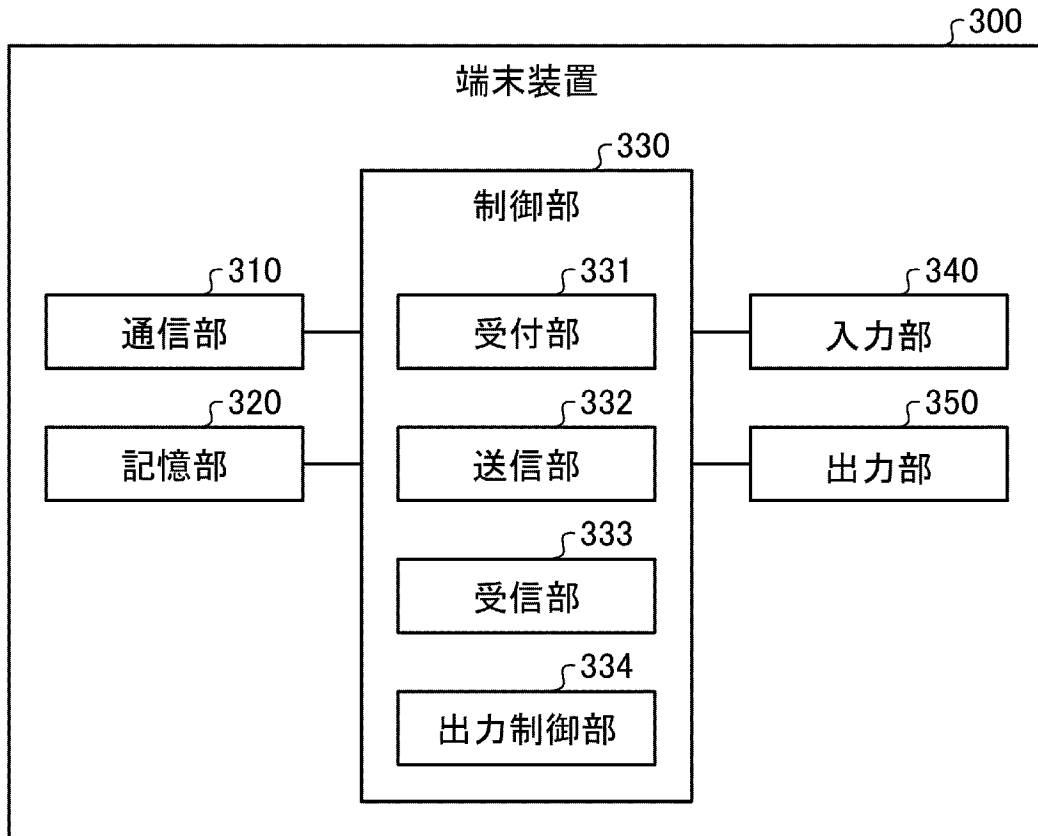 300
端末装置
330
制御部
310
通信部
331
受付部
340
入力部
320
記憶部
332
送信部
350
出力部
333
受信部
334
出力制御部